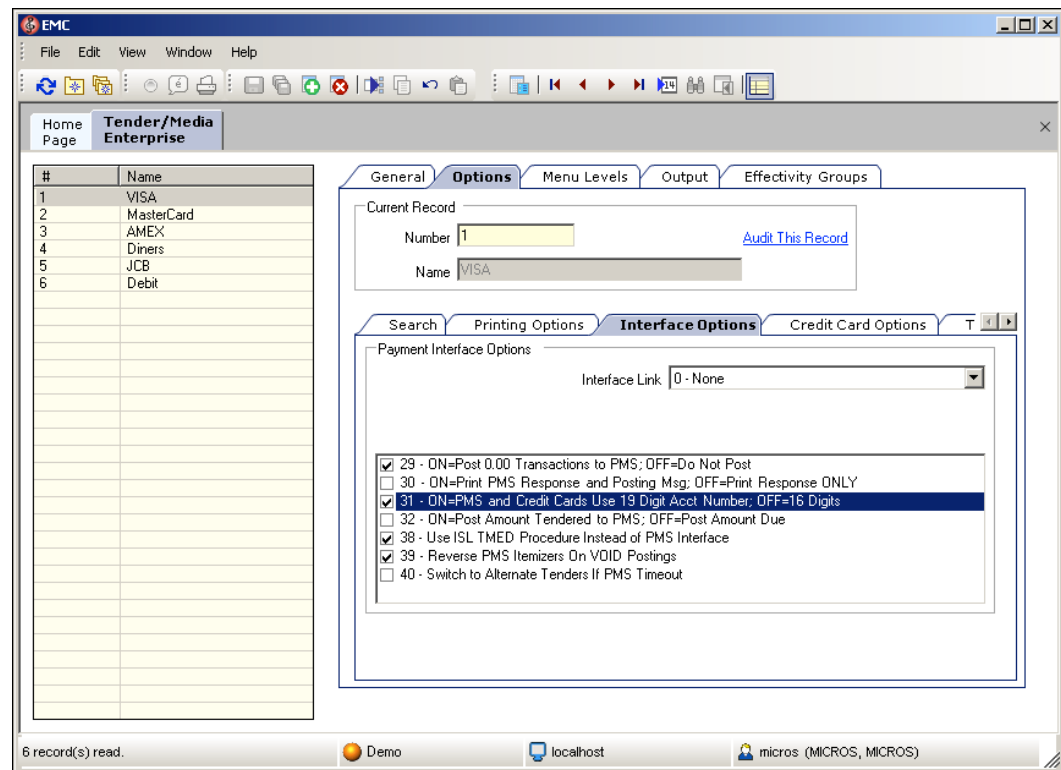 EMC
File Edit View Window Help
Home Page
Tender/Media Enterprise
# Name
1 VISA
2 MasterCard
3 AMEX
4 Diners
5 JCB
6 Debit
General Options Menu Levels Output Effectivity Groups
Current Record
Number 1
Audit This Record
Name VISA
Search Printing Options Interface Options Credit Card Options T
Payment Interface Options
Interface Link 0 - None
29 - ON=Post 0.00 Transactions to PMS; OFF=Do Not Post
30 - ON=Print PMS Response and Posting Msg; OFF=Print Response ONLY
31 - ON=PMS and Credit Cards Use 19 Digit Acct Number; OFF=16 Digits
32 - ON=Post Amount Tendered to PMS; OFF=Post Amount Due
38 - Use ISL TMED Procedure Instead of PMS Interface
39 - Reverse PMS Itemizers On VOID Postings
40 - Switch to Alternate Tenders If PMS Timeout
6 record(s) read. Demo localhost micros (MICROS, MICROS)